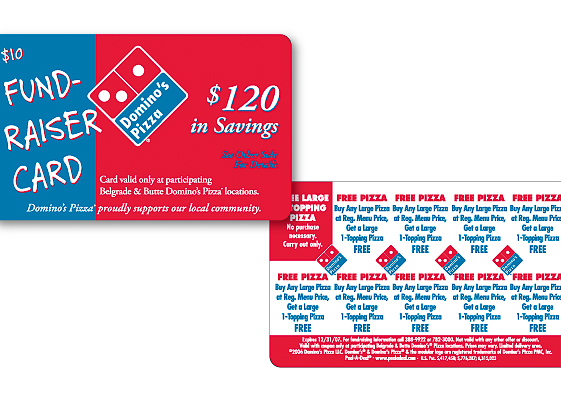 $10
FUND-
RAISER
CARD
Domino's
Pizza
$120
in Savings
Card valid only at participating
Belgrade & Butte Domino's Pizza locations.
Domino's Pizza proudly supports our local community.
LARGE
PIZZA
No purchase
necessary.
Carry out only.
FREE PIZZA FREE PIZZA FREE PIZZA FREE PIZZA
Buy Any Large Pizza Buy Any Large Pizza Buy Any Large Pizza Buy Any Large Pizza
at Reg. Menu Price, at Reg. Menu Price, at Reg. Menu Price, at Reg. Menu Price,
Get a Large Get a Large Get a Large Get a Large
1-Topping Pizza 1-Topping Pizza 1-Topping Pizza 1-Topping Pizza
FREE FREE FREE FREE
FREE PIZZA FREE PIZZA FREE PIZZA FREE PIZZA FREE PIZZA
Buy Any Large Pizza Buy Any Large Pizza Buy Any Large Pizza Buy Any Large Pizza Buy Any Large Pizza
at Reg. Menu Price, at Reg. Menu Price, at Reg. Menu Price, at Reg. Menu Price, at Reg. Menu Price,
Get a Large Get a Large Get a Large Get a Large Get a Large
1-Topping Pizza 1-Topping Pizza 1-Topping Pizza 1-Topping Pizza 1-Topping Pizza
FREE FREE FREE FREE FREE
Expires 12/31/07. For fundraising information call 388-9922 or 782-3000. Not valid with any other offer or discount.
Valid with coupon only at participating Belgrade & Butte Domino's® Pizza locations. Prices may vary. Limited delivery area.
©2006 Domino's Pizza LLC. Domino's® & Domino's Pizza® & the modular logo are registered trademarks of Domino's Pizza PMC, Inc.
Peel-A-Deal®